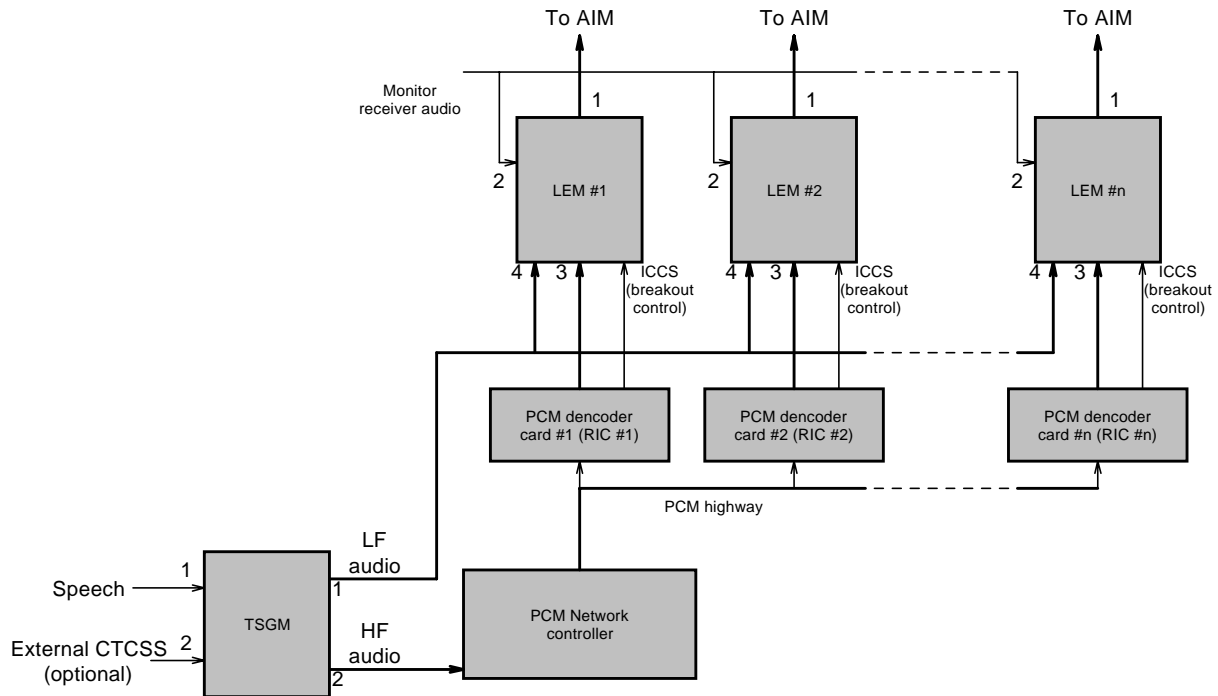 To AIM
To AIM
To AIM
Monitor
receiver audio
1
1
1
2
2
2
LEM #1
LEM #2
LEM #n
4
3
ICCS
(breakout
control)
4
3
ICCS
(breakout
control)
4
3
ICCS
(breakout
control)
PCM dencoder
card #1 (RIC #1)
PCM dencoder
card #2 (RIC #2)
PCM dencoder
card #n (RIC #n)
PCM highway
LF
audio
1
Speech
1
TSGM
PCM Network
controller
External CTCSS
(optional)
2
HF
audio
2